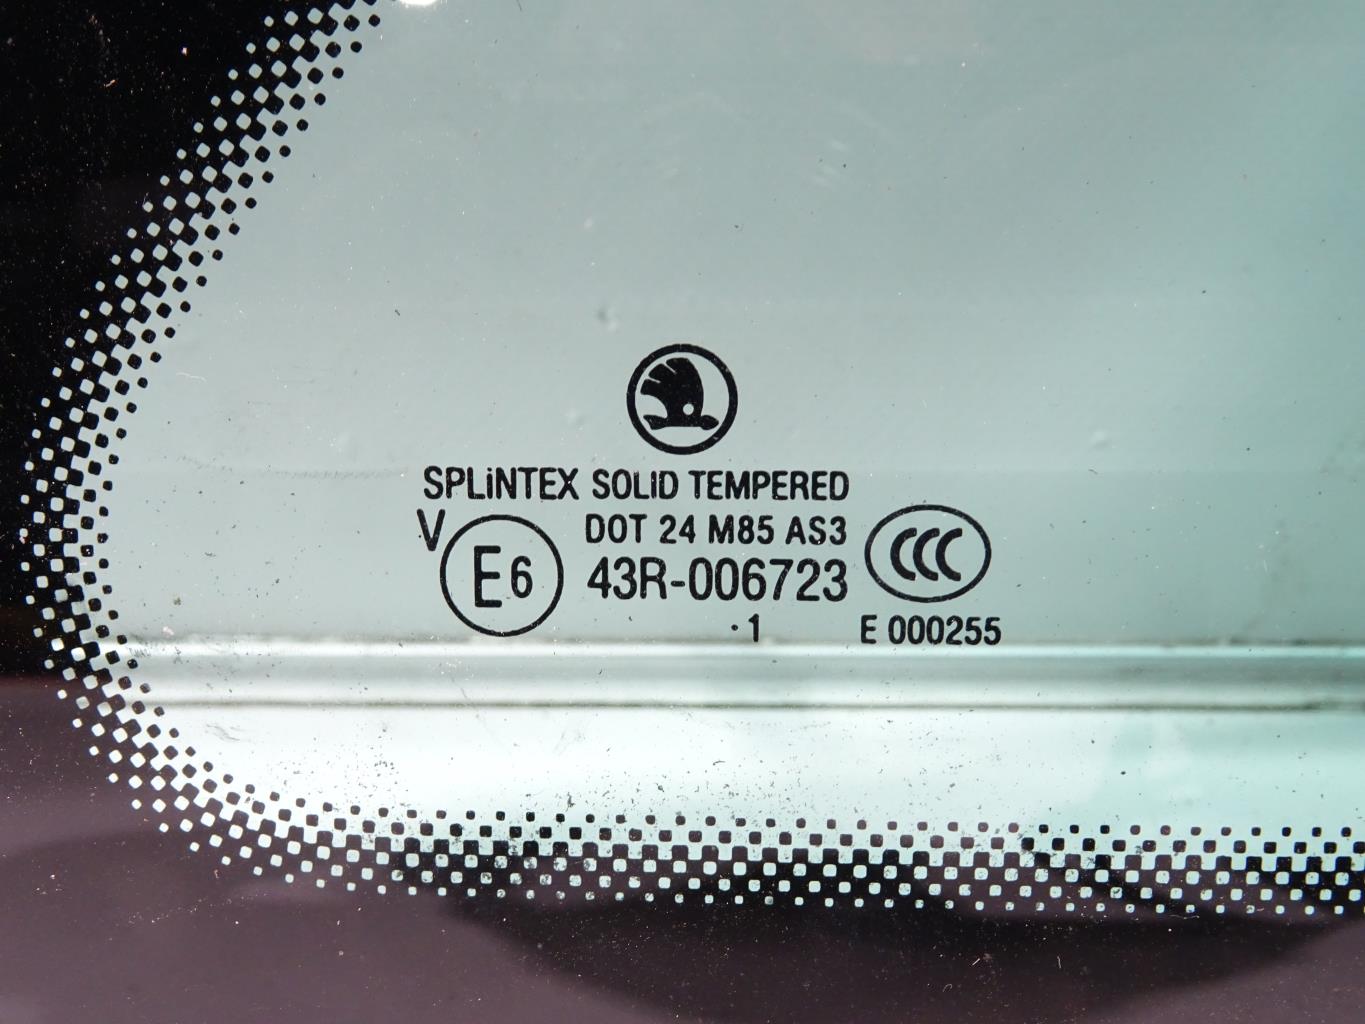 SPLiNTEX SOLID TEMPERED
V
E6
DOT 24 M85 AS3
43R-006723
CCC
·1
E 000255